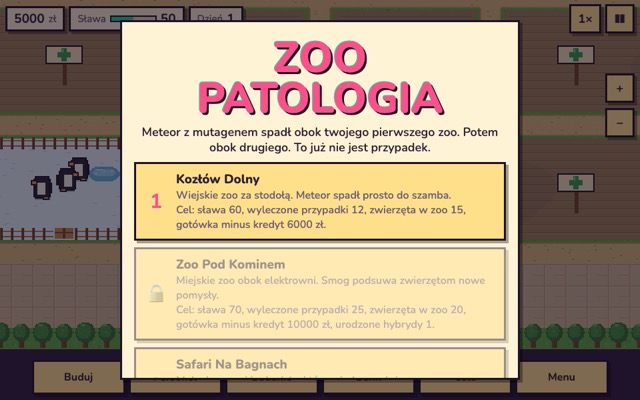 5000 zł
Sława 50
Dzień 1
1×
+
−
ZOO
PATOLOGIA
Meteor z mutagenem spadł obok twojego pierwszego zoo. Potem
obok drugiego. To już nie jest przypadek.
1
Kozłów Dolny
Wiejskie zoo za stodołą. Meteor spadł prosto do szamba.
Cel: sława 60, wyleczone przypadki 12, zwierzęta w zoo 15,
gotówka minus kredyt 6000 zł.
Zoo Pod Kominem
Miejskie zoo obok elektrowni. Smog podsuwa zwierzętom nowe
pomysły.
Cel: sława 70, wyleczone przypadki 25, zwierzęta w zoo 20,
gotówka minus kredyt 10000 zł, urodzone hybrydy 1.
Safari Na Bagnach
Buduj
Menu